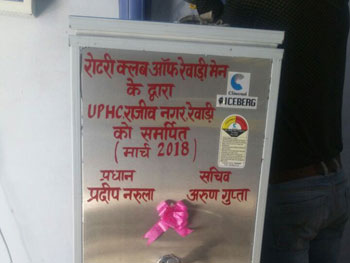 रोटरी क्लब ऑफ रेवाड़ी मेन
के द्वारा
UPHC राजीव नगर, रेवाड़ी
को समर्पित
( मार्च 2018 )
प्रधान सचिव
प्रदीप नरुला अरुण गुप्ता
ICEBERG